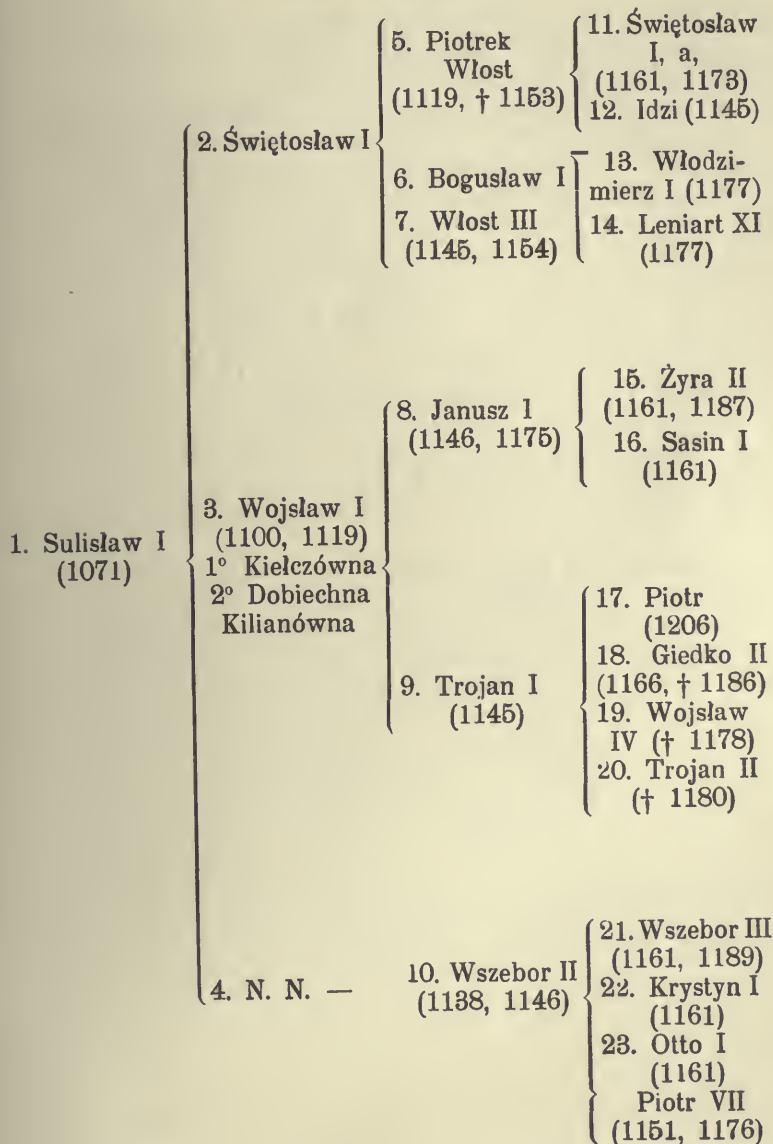 1. Sulisław I
(1071)
2. Świętosław I
3. Wojsław I
(1100, 1119)
1º Kiełczówna
2º Dobiechna
Kilianówna
4. N. N. —
5. Piotrek
Włost
(1119, † 1153)
6. Bogusław I
7. Włost III
(1145, 1154)
8. Janusz 1
(1146, 1175)
9. Trojan I
(1145)
10. Wszebor II
(1138, 1146)
11. Świętosław
I, a,
(1161, 1173)
12. Idzi (1145)
13. Włodzi-
mierz I (1177)
14. Leniart XI
(1177)
15. Żyra II
(1161, 1187)
16. Sasin I
(1161)
17. Piotr
(1206)
18. Giedko II
(1166, † 1186)
19. Wojsław
IV († 1178)
20. Trojan II
(† 1180)
21. Wszebor III
(1161, 1189)
22. Krystyn I
(1161)
23. Otto I
(1161)
Piotr VII
(1151, 1176)